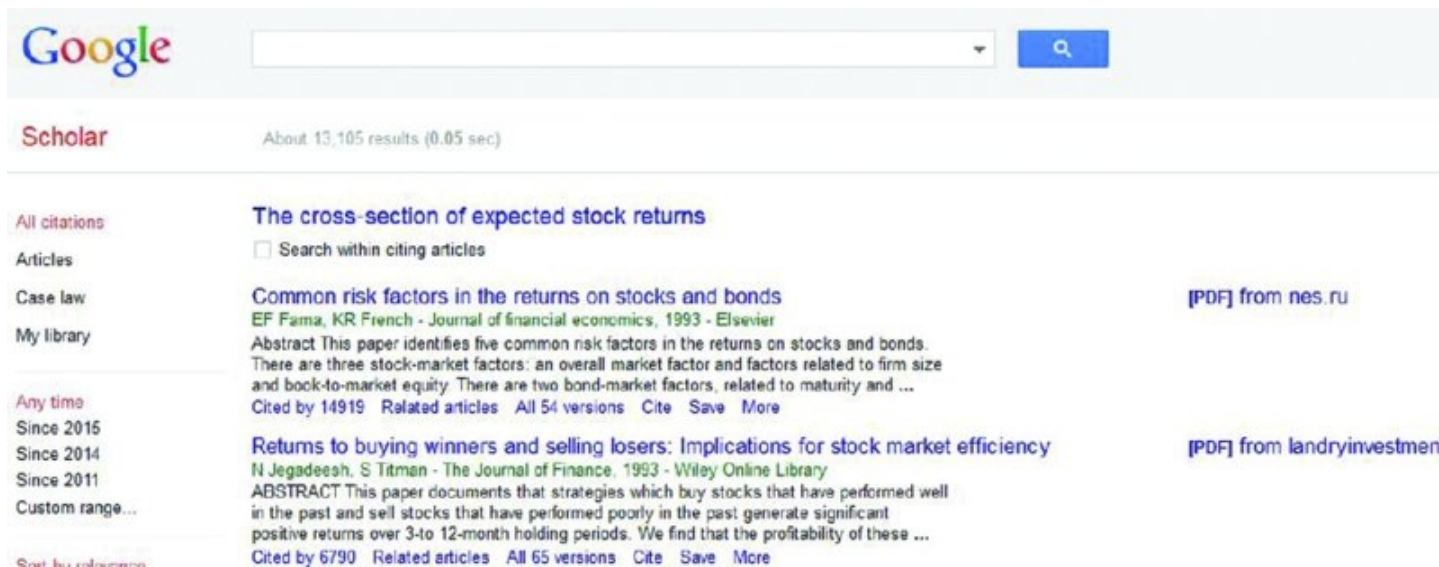 Google
Scholar
About 13,105 results (0.05 sec)
All citations
Articles
Case law
My library
Any time
Since 2015
Since 2014
Since 2011
Custom range...
Sort by relevance
The cross-section of expected stock returns
Search within citing articles
Common risk factors in the returns on stocks and bonds
[PDF] from nes.ru
EF Fama, KR French - Journal of financial economics, 1993 - Elsevier
Abstract This paper identifies five common risk factors in the returns on stocks and bonds.
There are three stock-market factors: an overall market factor and factors related to firm size
and book-to-market equity. There are two bond-market factors, related to maturity and ...
Cited by 14919 Related articles All 54 versions Cite Save More
Returns to buying winners and selling losers: Implications for stock market efficiency
[PDF] from landryinvestmen
N Jegadeesh, S Titman - The Journal of Finance, 1993 - Wiley Online Library
ABSTRACT This paper documents that strategies which buy stocks that have performed well
in the past and sell stocks that have performed poorly in the past generate significant
positive returns over 3-to 12-month holding periods. We find that the profitability of these ...
Cited by 6790 Related articles All 65 versions Cite Save More